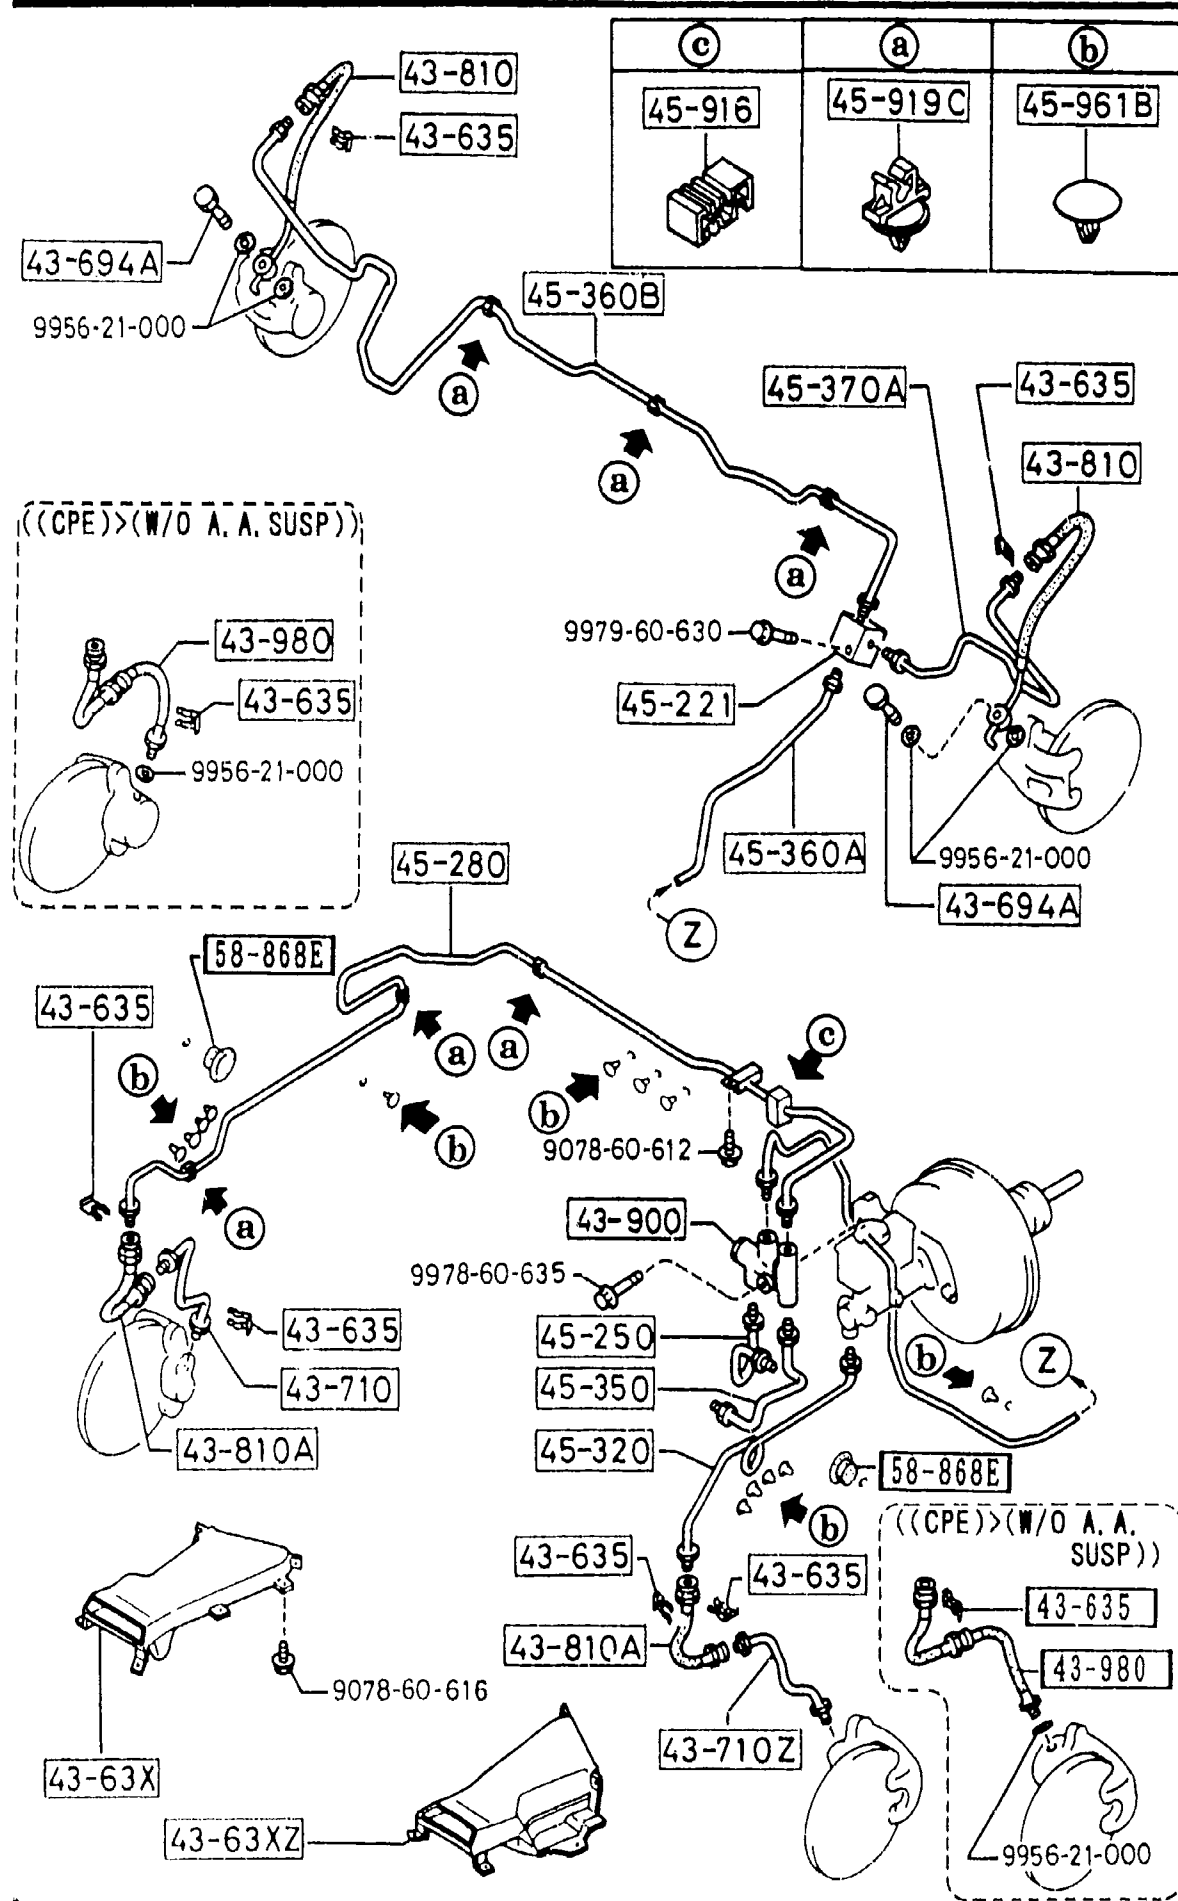 c a b
45-916 45-919C 45-961B
43-810
43-635
43-694A
9956-21-000
45-360B
a
a
a
45-370A
43-635
43-810
9979-60-630
45-221
45-360A
Z
9956-21-000
43-694A
((CPE)>(W/O A.A.SUSP))
43-980
43-635
9956-21-000
45-280
58-868E
43-635
b
a
a
c
b
b
9078-60-612
a
43-900
9978-60-635
43-635
43-710
43-810A
45-250
45-350
45-320
b
Z
58-868E
b
((CPE)>(W/O A.A.
SUSP))
43-635
43-635
43-635
43-810A
43-980
43-710Z
9956-21-000
9078-60-616
43-63X
43-63XZ